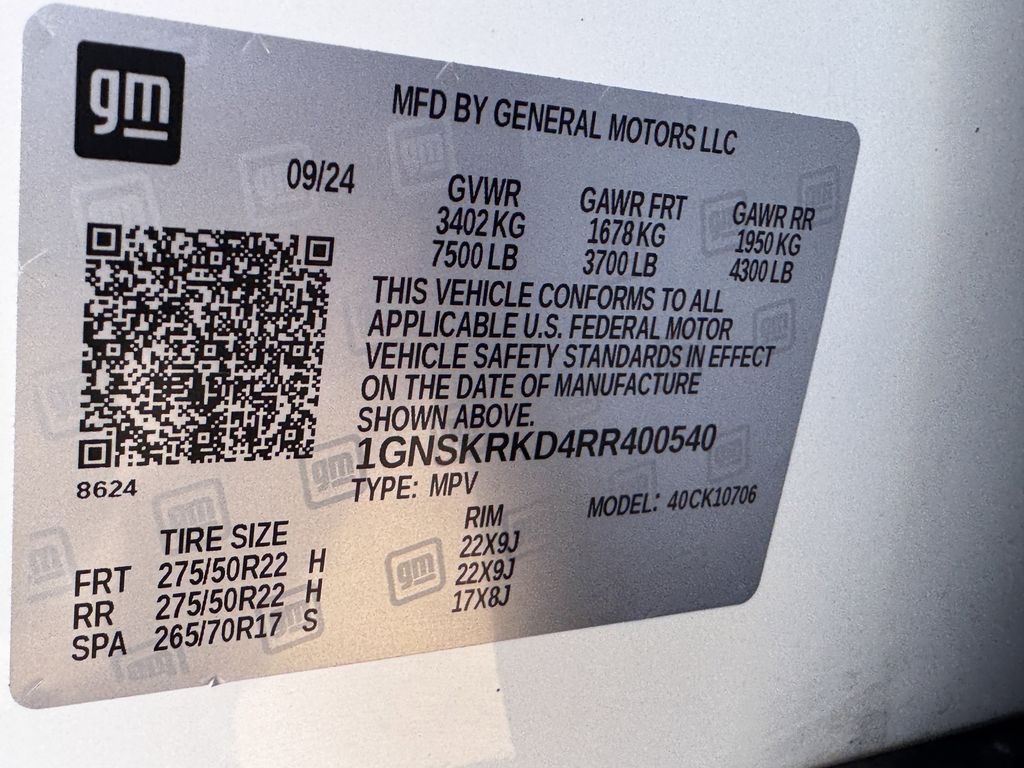 gm
MFD BY GENERAL MOTORS LLC
09/24
GVWR GAWR FRT GAWR RR
3402 KG 1678 KG 1950 KG
7500 LB 3700 LB 4300 LB
THIS VEHICLE CONFORMS TO ALL
APPLICABLE U.S. FEDERAL MOTOR
VEHICLE SAFETY STANDARDS IN EFFECT
ON THE DATE OF MANUFACTURE
SHOWN ABOVE.
1GNSKRKD4RR400540
8624
TYPE: MPV MODEL: 40CK10706
TIRE SIZE RIM
FRT 275/50R22 H 22X9J
RR 275/50R22 H 22X9J
SPA 265/70R17 S 17X8J